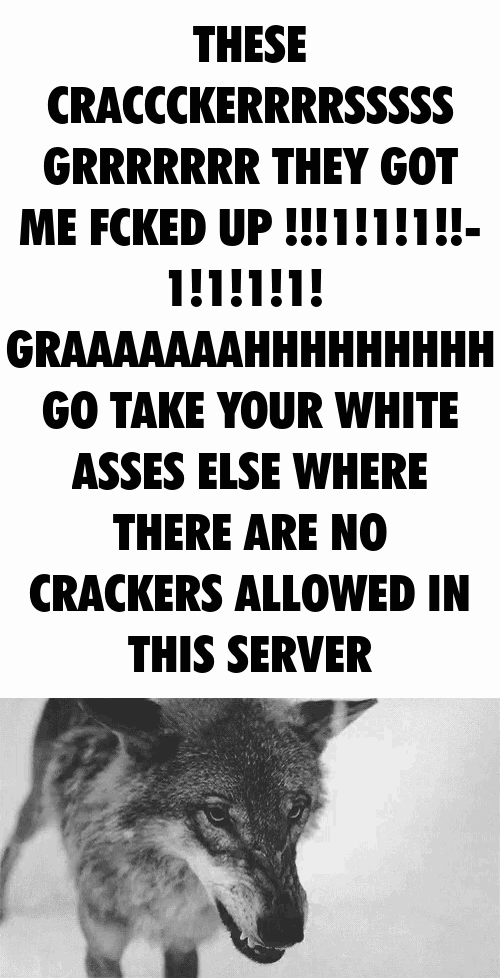 THESE
CRACCCKERRRRSSSSS
GRRRRRRR THEY GOT
ME FCKED UP !!!1!1!1!!-
1!1!1!1!
GRAAAAAAAHHHHHHHHH
GO TAKE YOUR WHITE
ASSES ELSE WHERE
THERE ARE NO
CRACKERS ALLOWED IN
THIS SERVER